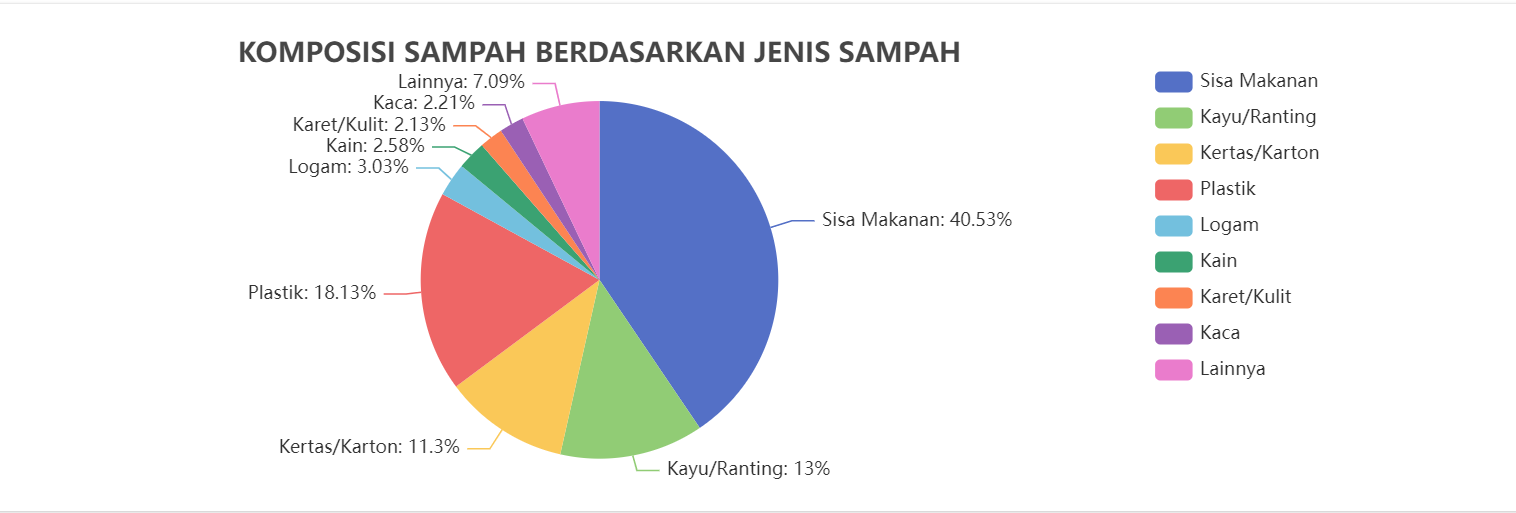 KOMPOSISI SAMPAH BERDASARKAN JENIS SAMPAH
Lainnya: 7.09%
Kaca: 2.21%
Karet/Kulit: 2.13%
Kain: 2.58%
Logam: 3.03%
Sisa Makanan: 40.53%
Plastik: 18.13%
Kertas/Karton: 11.3%
Kayu/Ranting: 13%
Sisa Makanan
Kayu/Ranting
Kertas/Karton
Plastik
Logam
Kain
Karet/Kulit
Kaca
Lainnya